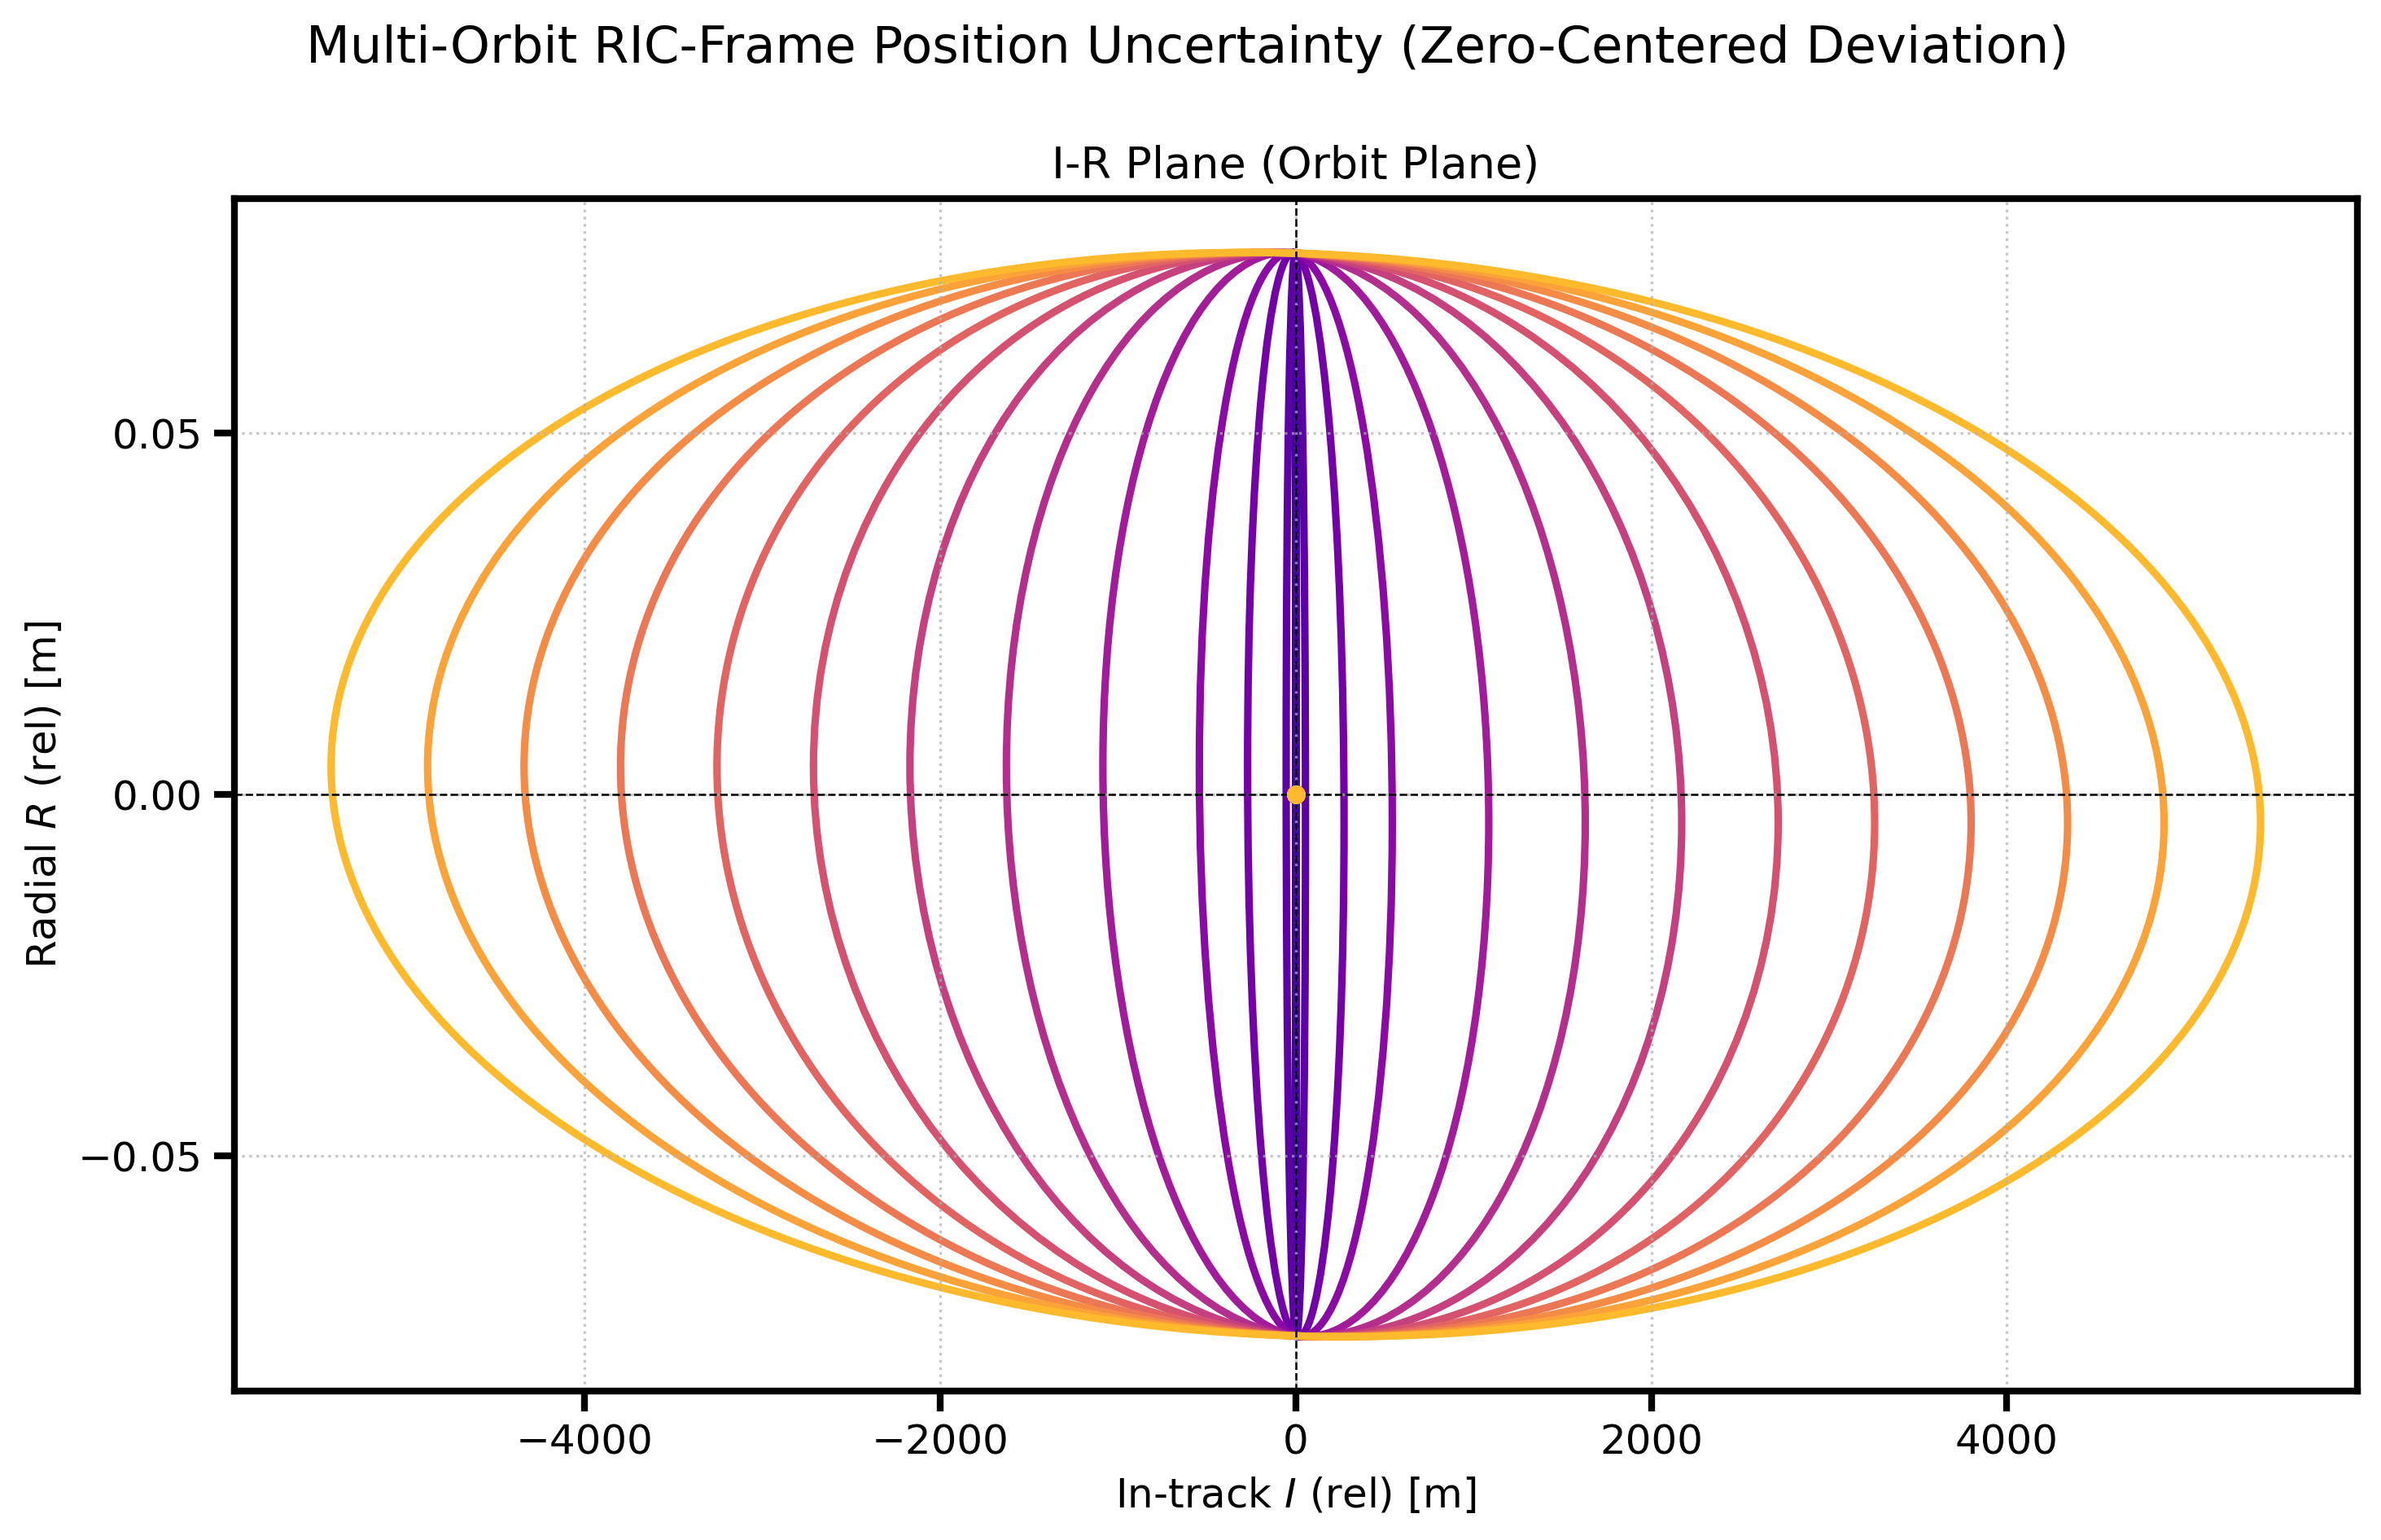 Multi-Orbit RIC-Frame Position Uncertainty (Zero-Centered Deviation)
I-R Plane (Orbit Plane)
Radial R (rel) [m]
0.05
0.00
−0.05
−4000
−2000
0
2000
4000
In-track I (rel) [m]